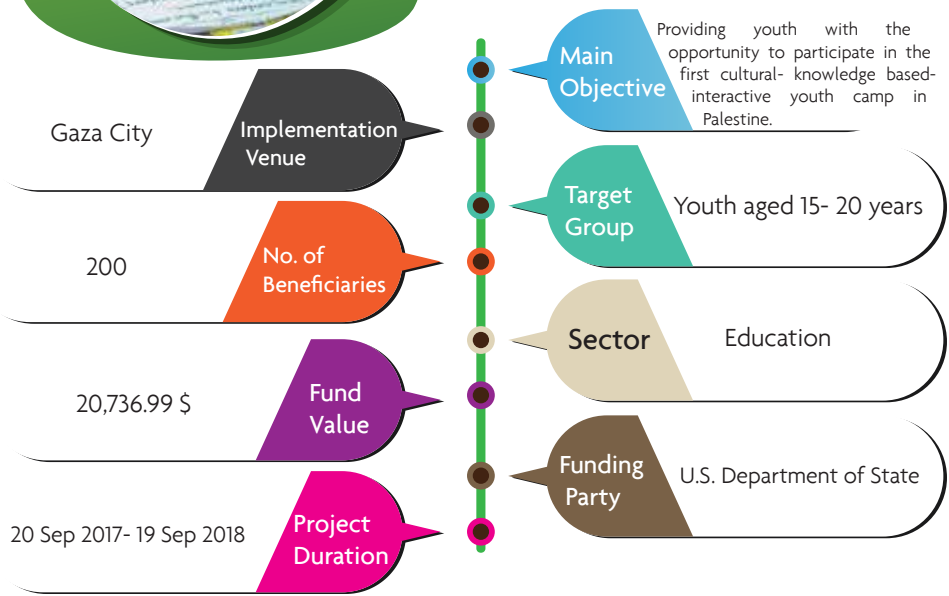 Main
Objective
Providing youth with the
opportunity to participate in the
first cultural- knowledge based-
interactive youth camp in
Palestine.
Gaza City
Implementation
Venue
Target
Group
Youth aged 15- 20 years
200
No. of
Beneficiaries
Sector
Education
20,736.99 $
Fund
Value
Funding
Party
U.S. Department of State
20 Sep 2017- 19 Sep 2018
Project
Duration